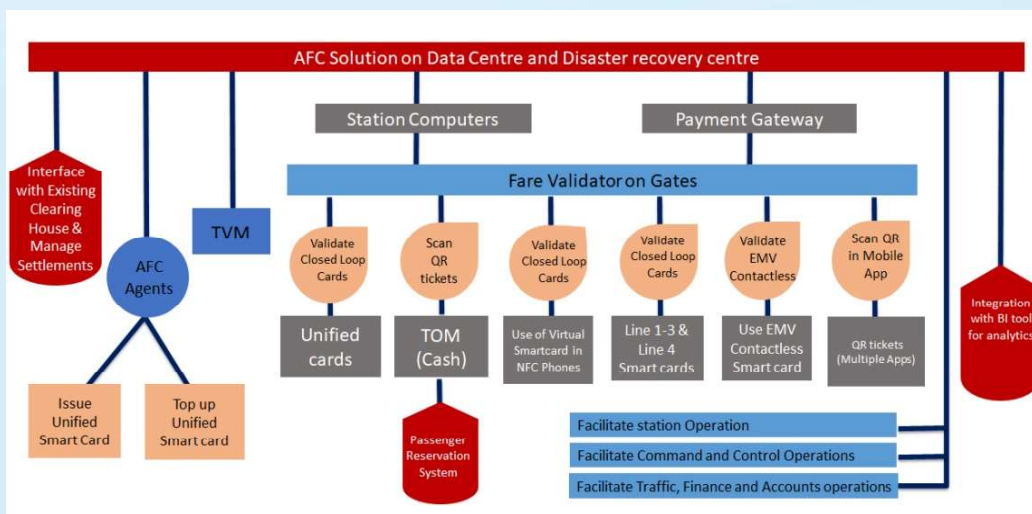 AFC Solution on Data Centre and Disaster recovery centre
Station Computers
Payment Gateway
Interface
with Existing
Clearing
House &
Manage
Settlements
AFC
Agents
TVM
Fare Validator on Gates
Validate
Closed Loop
Cards
Scan
QR
tickets
Validate
Closed Loop
Cards
Validate
Closed Loop
Cards
Validate
EMV
Contactless
Scan QR
in Mobile
App
Unified
cards
TOM
(Cash)
Use of Virtual
Smartcard in
NFC Phones
Line 1-3 &
Line 4
Smart cards
Use EMV
Contactless
Smart card
QR tickets
(Multiple Apps)
Integration
with BI tool
for analytics
Issue
Unified
Smart Card
Top up
Unified
Smart card
Passenger
Reservation
System
Facilitate station Operation
Facilitate Command and Control Operations
Facilitate Traffic, Finance and Accounts operations